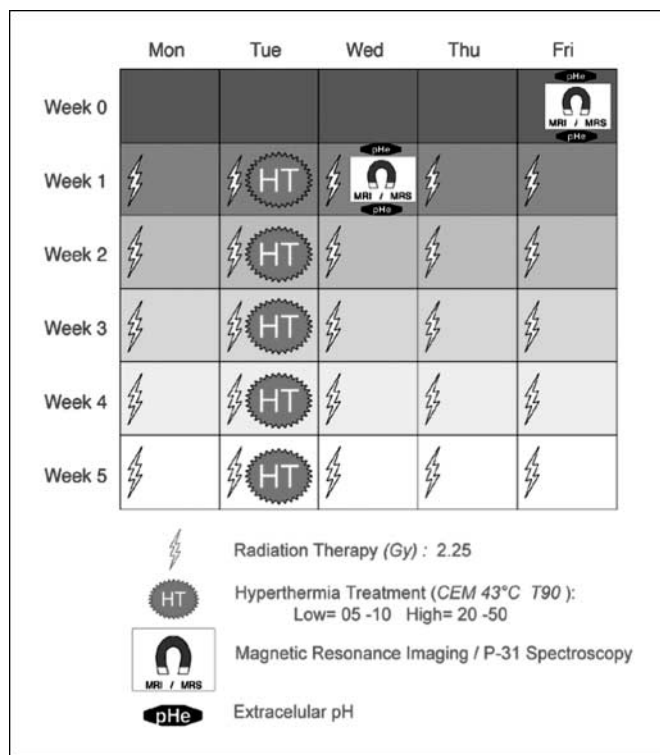 Mon Tue Wed Thu Fri
Week 0
pHe
MRI / MRS
pHe
Week 1
HT
pHe
MRI / MRS
pHe
Week 2
HT
Week 3
HT
Week 4
HT
Week 5
HT
Radiation Therapy (Gy) : 2.25
HT
Hyperthermia Treatment (CEM 43°C T90 ):
Low= 05 -10 High= 20 -50
MRI / MRS
Magnetic Resonance Imaging / P-31 Spectroscopy
pHe
Extracelular pH